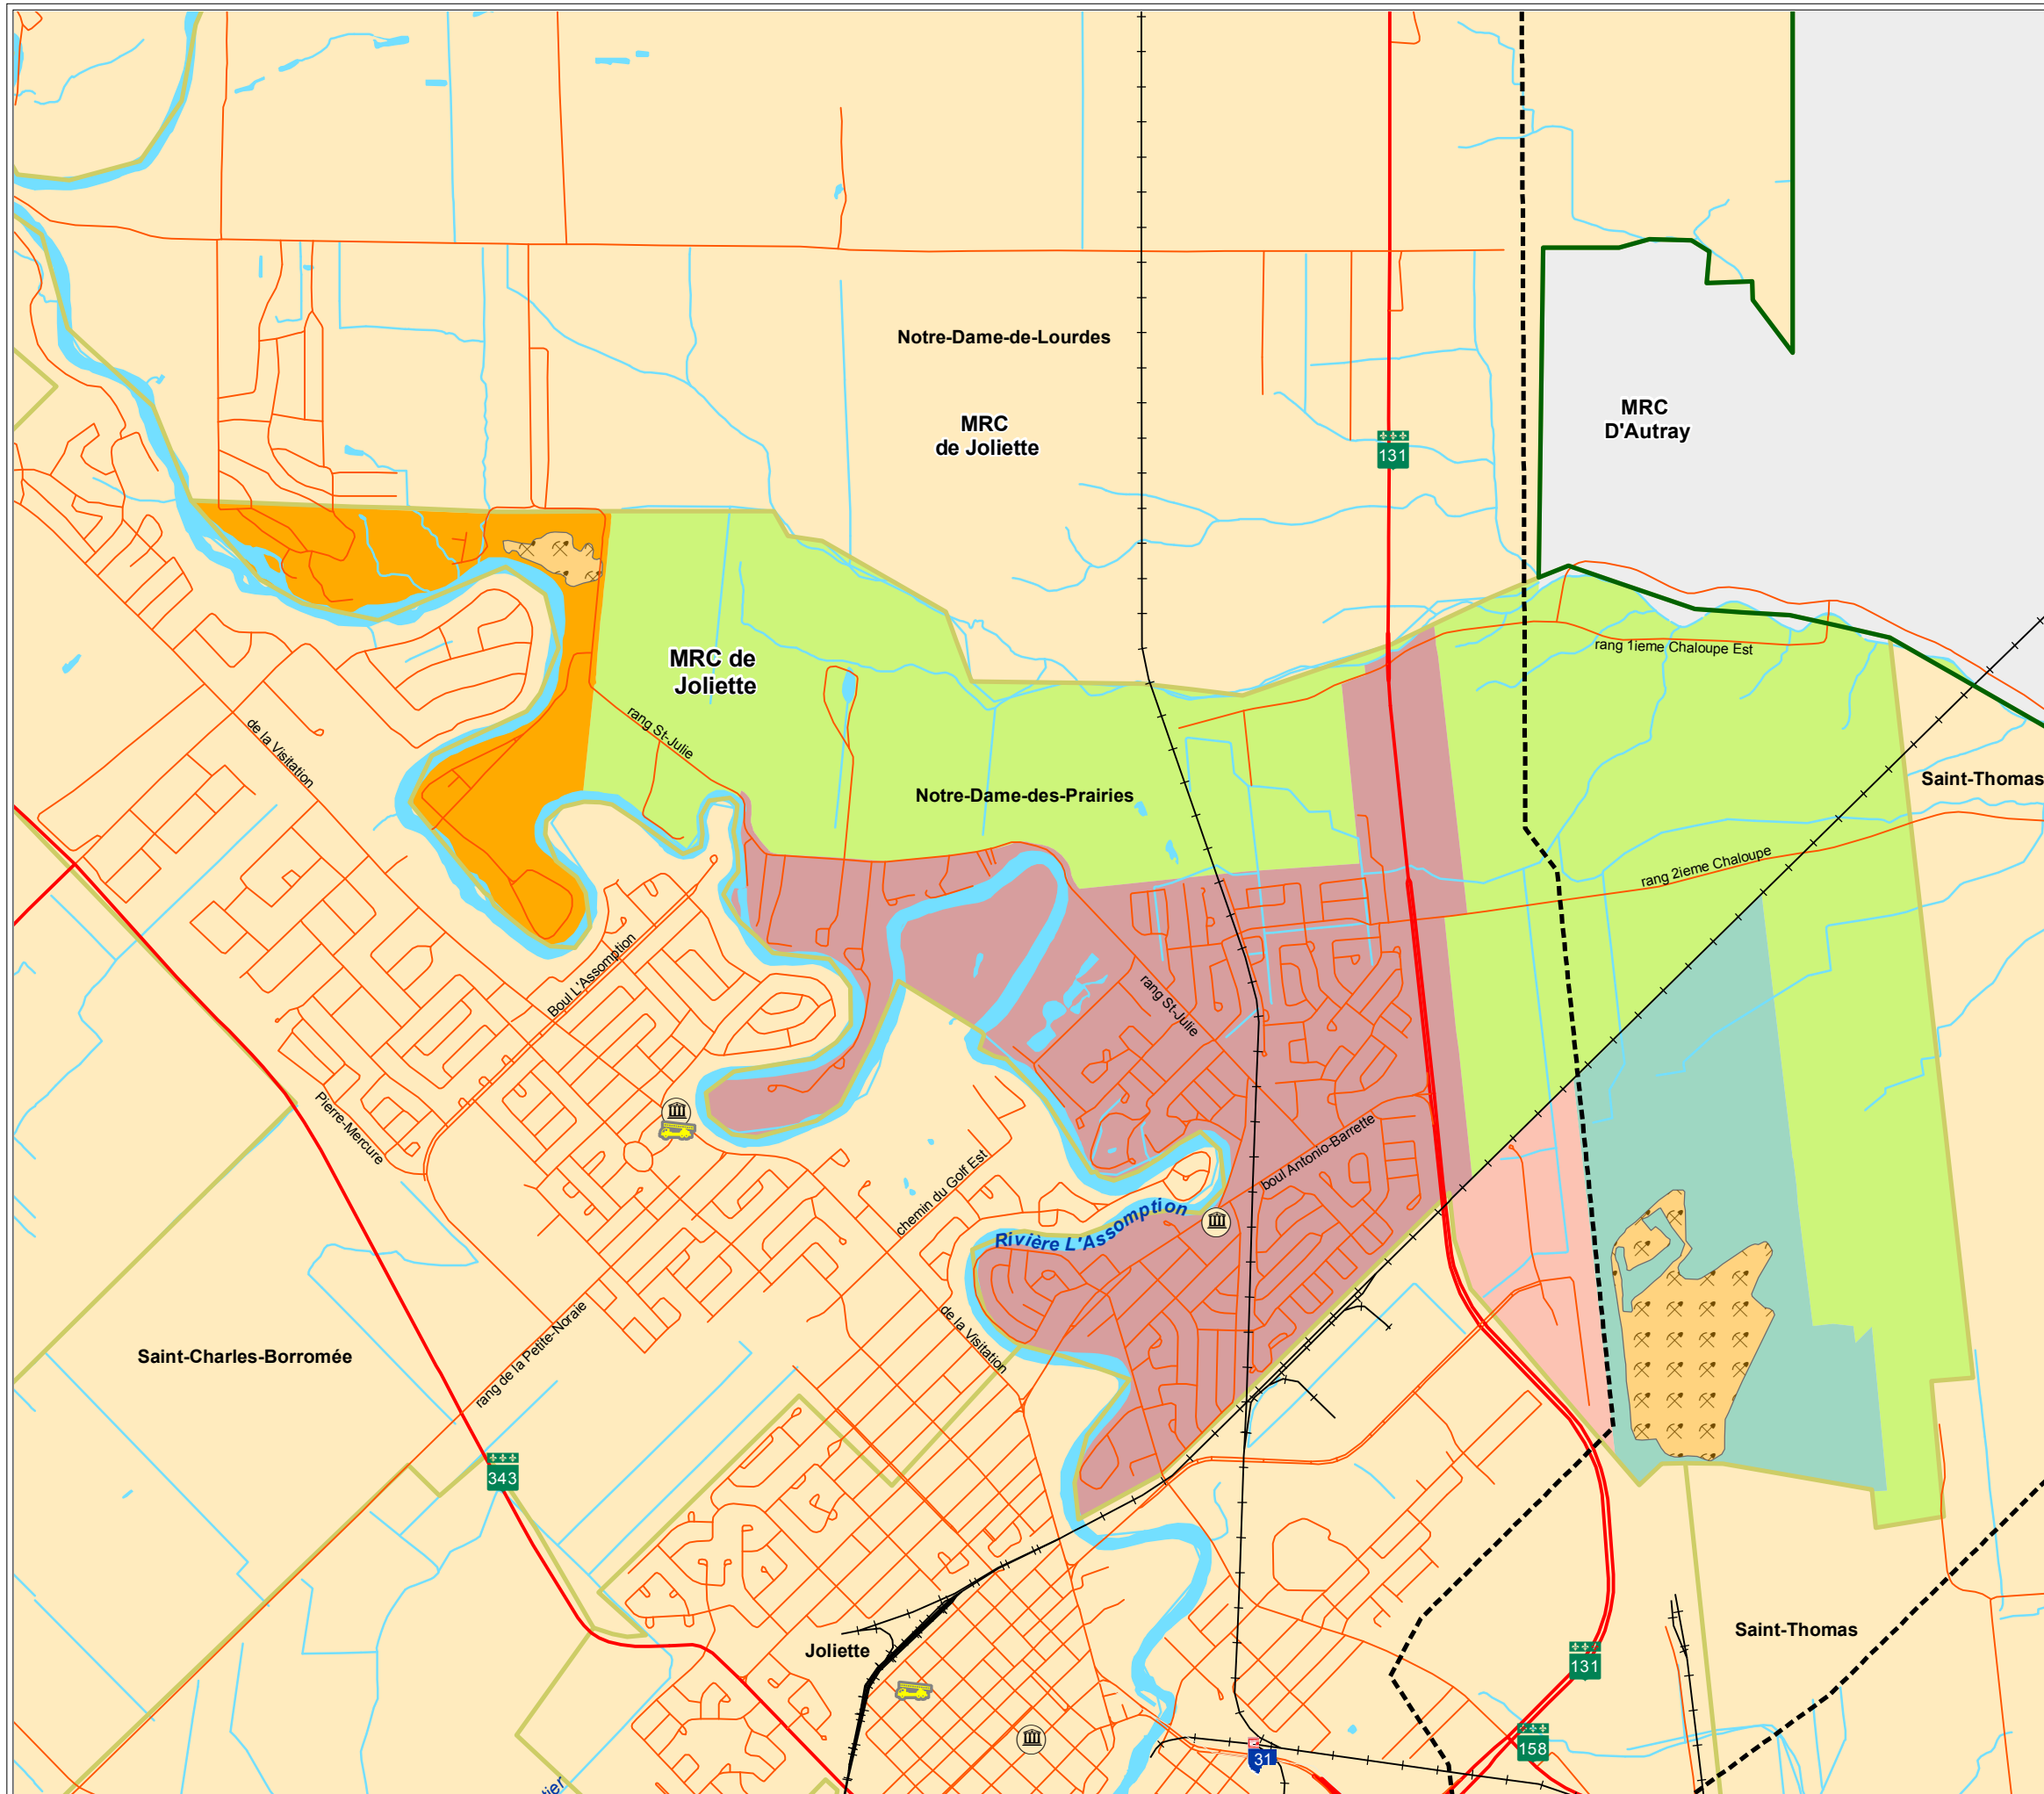 Notre-Dame-de-Lourdes
MRC
de Joliette
MRC
D'Autray
131
MRC de
Joliette
rang 1ieme Chaloupe Est
rang St-Julie
de la Visitation
Saint-Thomas
Notre-Dame-des-Prairies
rang 2ieme Chaloupe
Boul L'Assomption
rang St-Julie
Pierre-Mercure
boul Antonio-Barrette
chemin du Golf Est
Rivière L'Assomption
de la Visitation
rang de la Petite-Noraie
Saint-Charles-Borromée
343
Joliette
Saint-Thomas
131
158
31